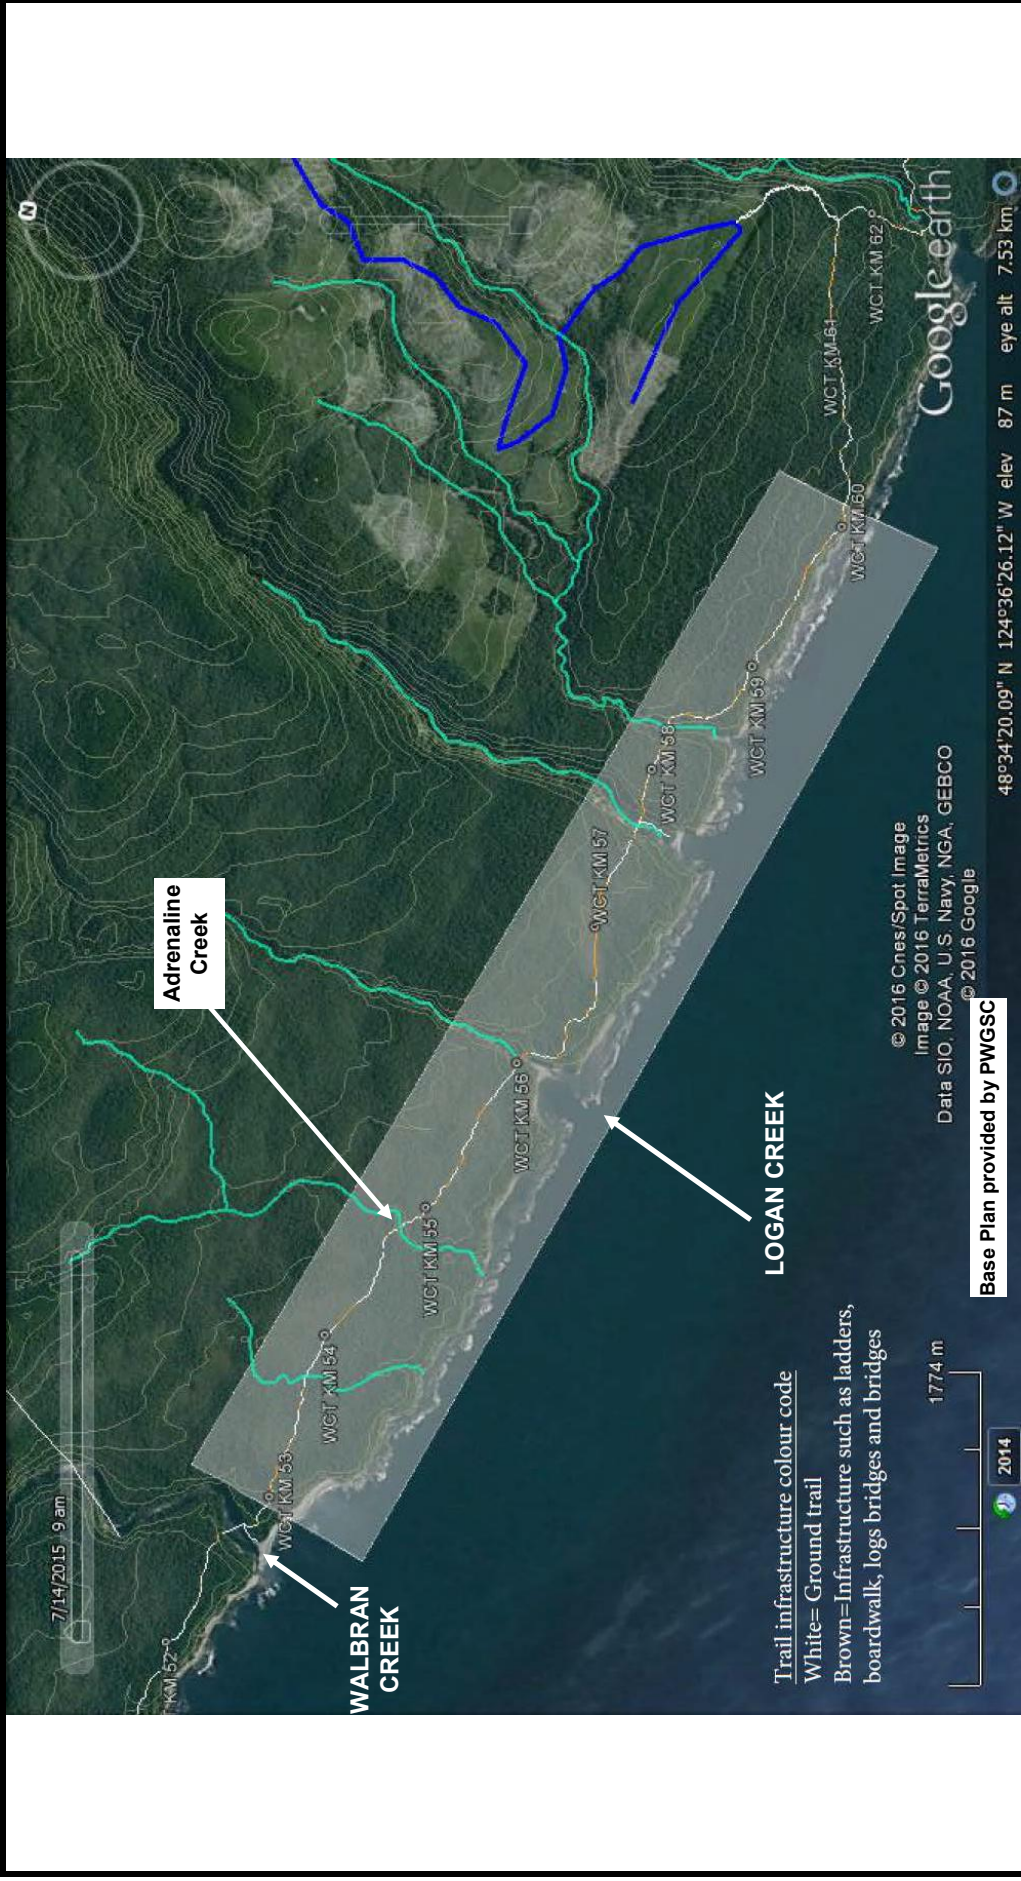 7/14/2015 9 am
N
Adrenaline
Creek
WALBRAN
CREEK
LOGAN CREEK
KM 52
WCT KM 53
WCT KM 54
WCT KM 55
WCT KM 56
WCT KM 57
WCT KM 58
WCT KM 59
WCT KM 60
WCT KM 61
WCT KM 62
Trail infrastructure colour code
White= Ground trail
Brown=Infrastructure such as ladders,
boardwalk, logs bridges and bridges
1774 m
2014
© 2016 Cnes/Spot Image
Image © 2016 TerraMetrics
Data SIO, NOAA, U.S. Navy, NGA, GEBCO
© 2016 Google
Base Plan provided by PWGSC
Google earth
48°34'20.09" N 124°36'26.12" W elev 87 m eye alt 7.53 km